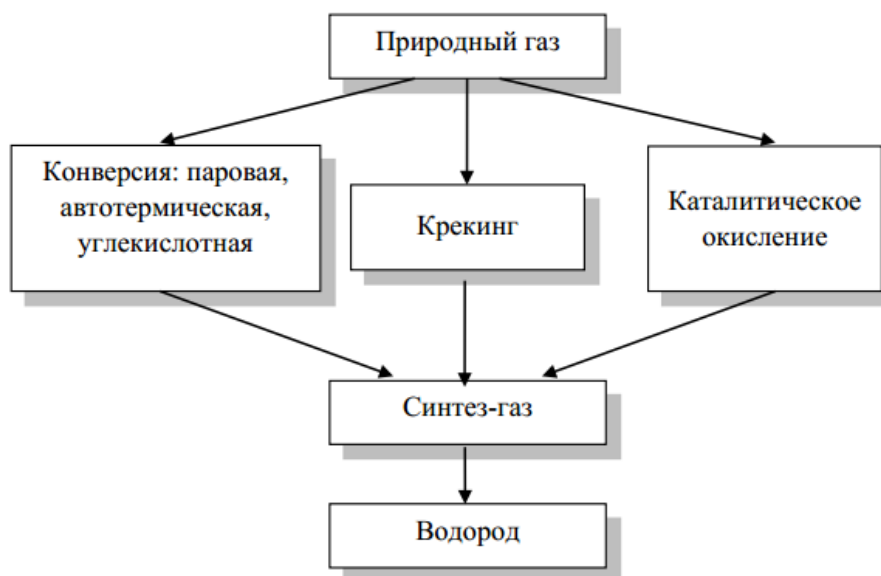 Природный газ
Конверсия: паровая,
автотермическая,
углекислотная
Крекинг
Каталитическое
окисление
Синтез-газ
Водород